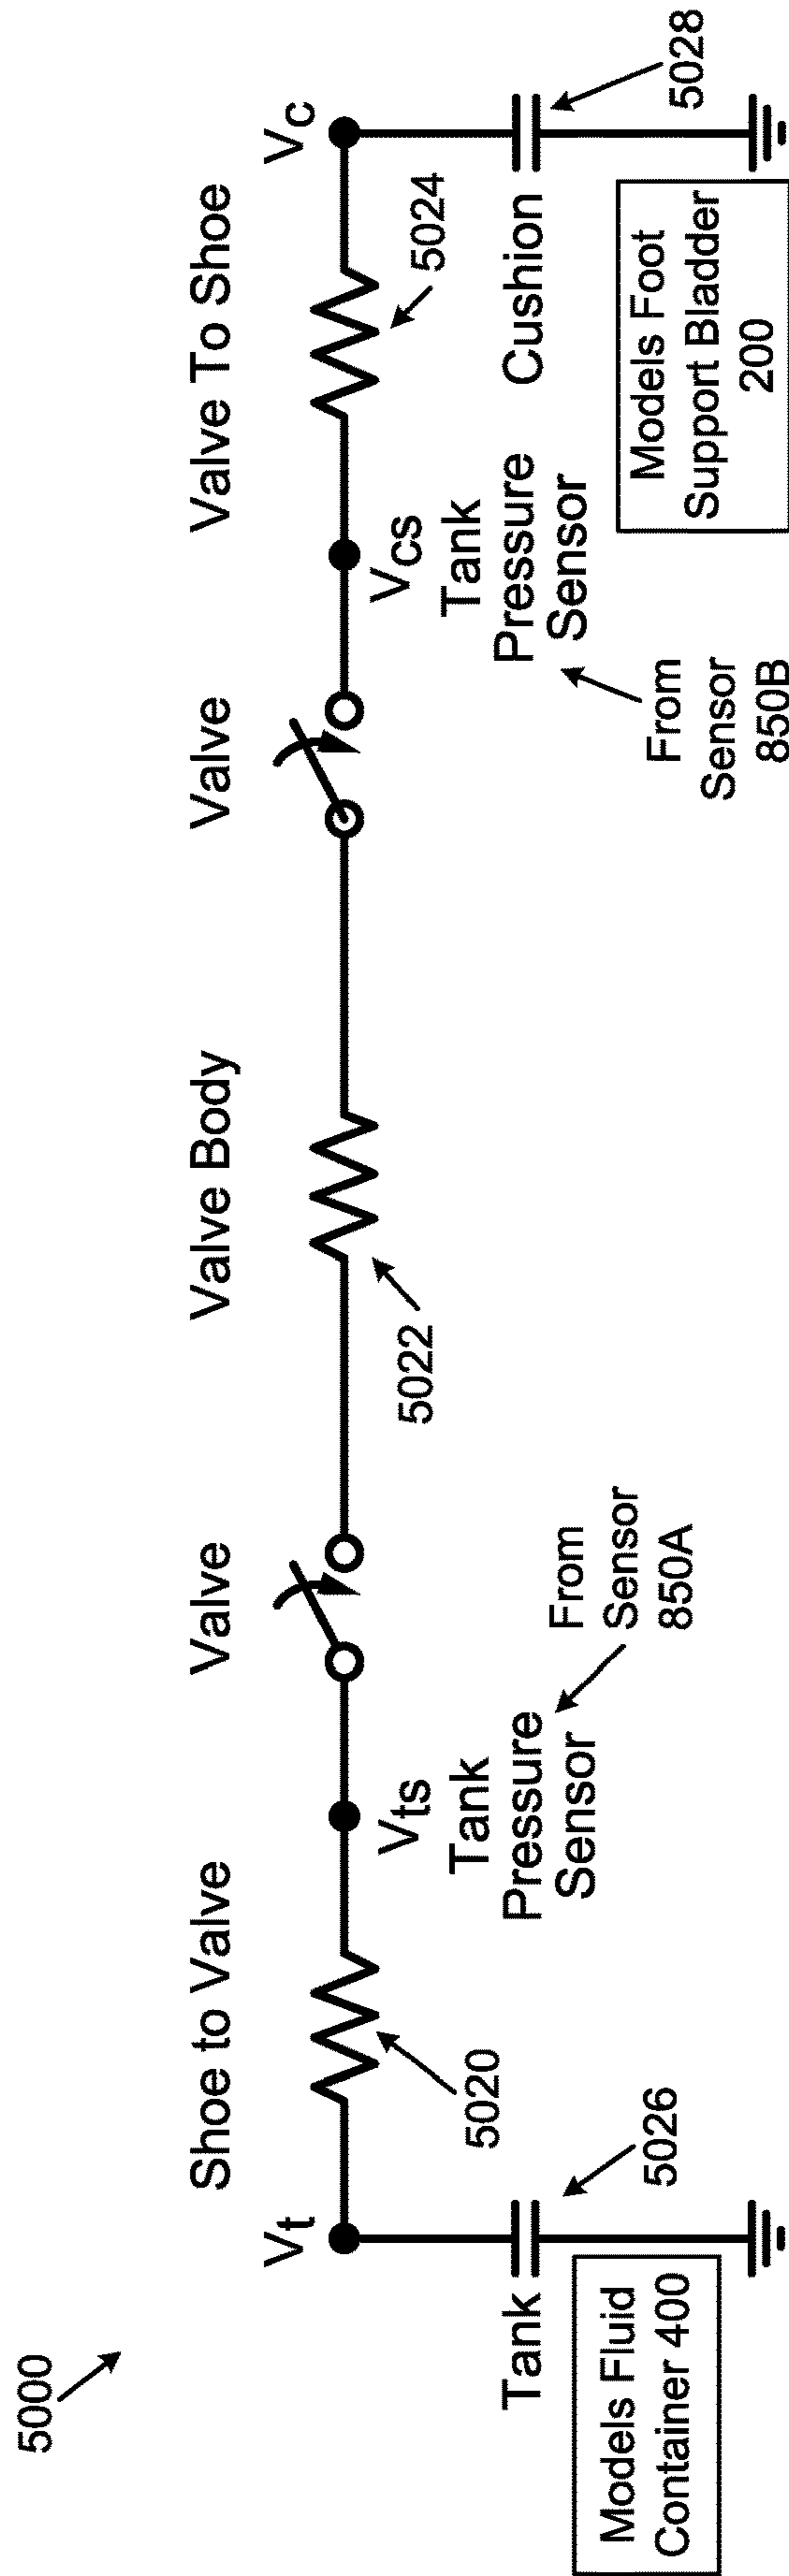 5000
Shoe to Valve
Valve
Valve Body
Valve
Valve To Shoe
Vt
5020
Vts
Tank
Pressure
Sensor
From
Sensor
850A
5022
Vcs
Tank
Pressure
Sensor
From
Sensor
850B
5024
Vc
Tank
5026
Models Fluid
Container 400
Cushion
5028
Models Foot
Support Bladder
200